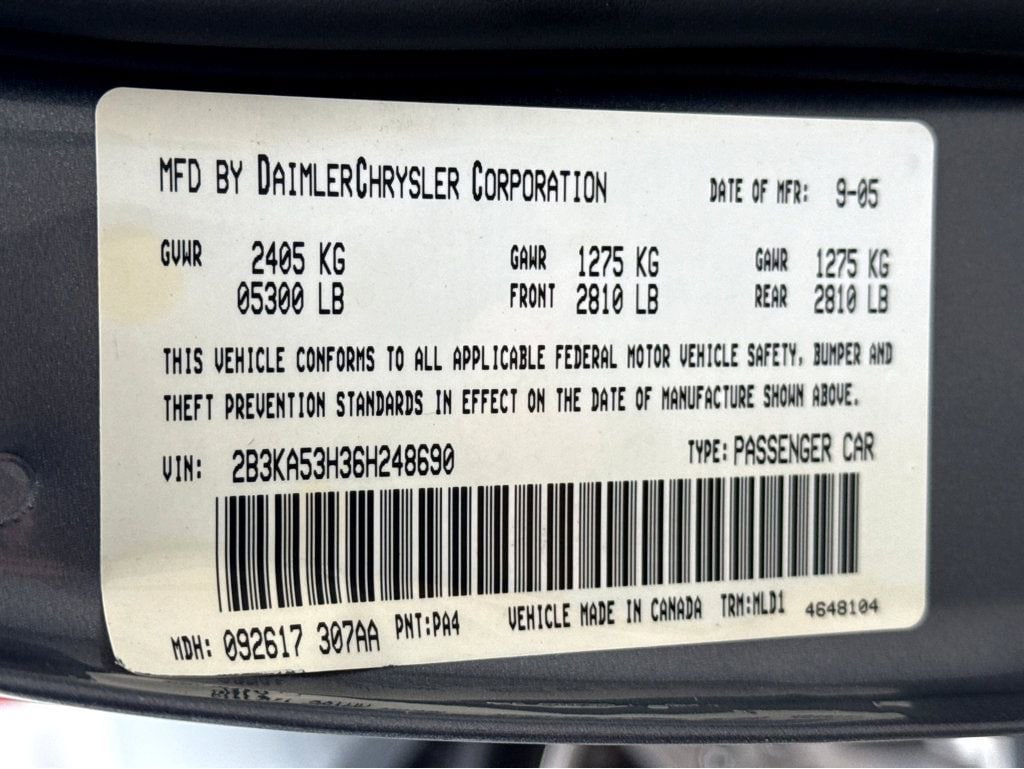 MFD BY DAIMLERCHRYSLER CORPORATION DATE OF MFR: 9-05
GVWR 2405 KG GAWR 1275 KG GAWR 1275 KG
05300 LB FRONT 2810 LB REAR 2810 LB
THIS VEHICLE CONFORMS TO ALL APPLICABLE FEDERAL MOTOR VEHICLE SAFETY, BUMPER AND
THEFT PREVENTION STANDARDS IN EFFECT ON THE DATE OF MANUFACTURE SHOWN ABOVE.
VIN: 2B3KA53H36H248690 TYPE: PASSENGER CAR
MDH: 092617 307AA PNT:PA4 VEHICLE MADE IN CANADA TRM:MLD1 4648104